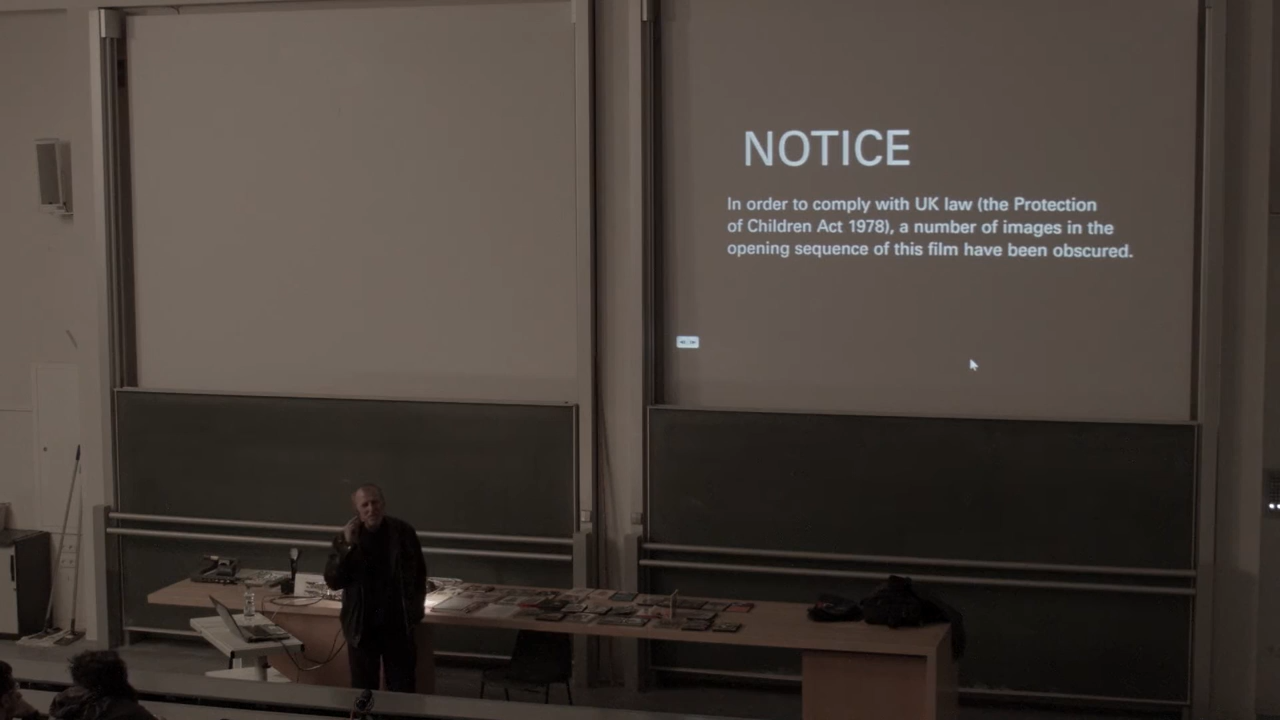 NOTICE
In order to comply with UK law (the Protection
of Children Act 1978), a number of images in the
opening sequence of this film have been obscured.